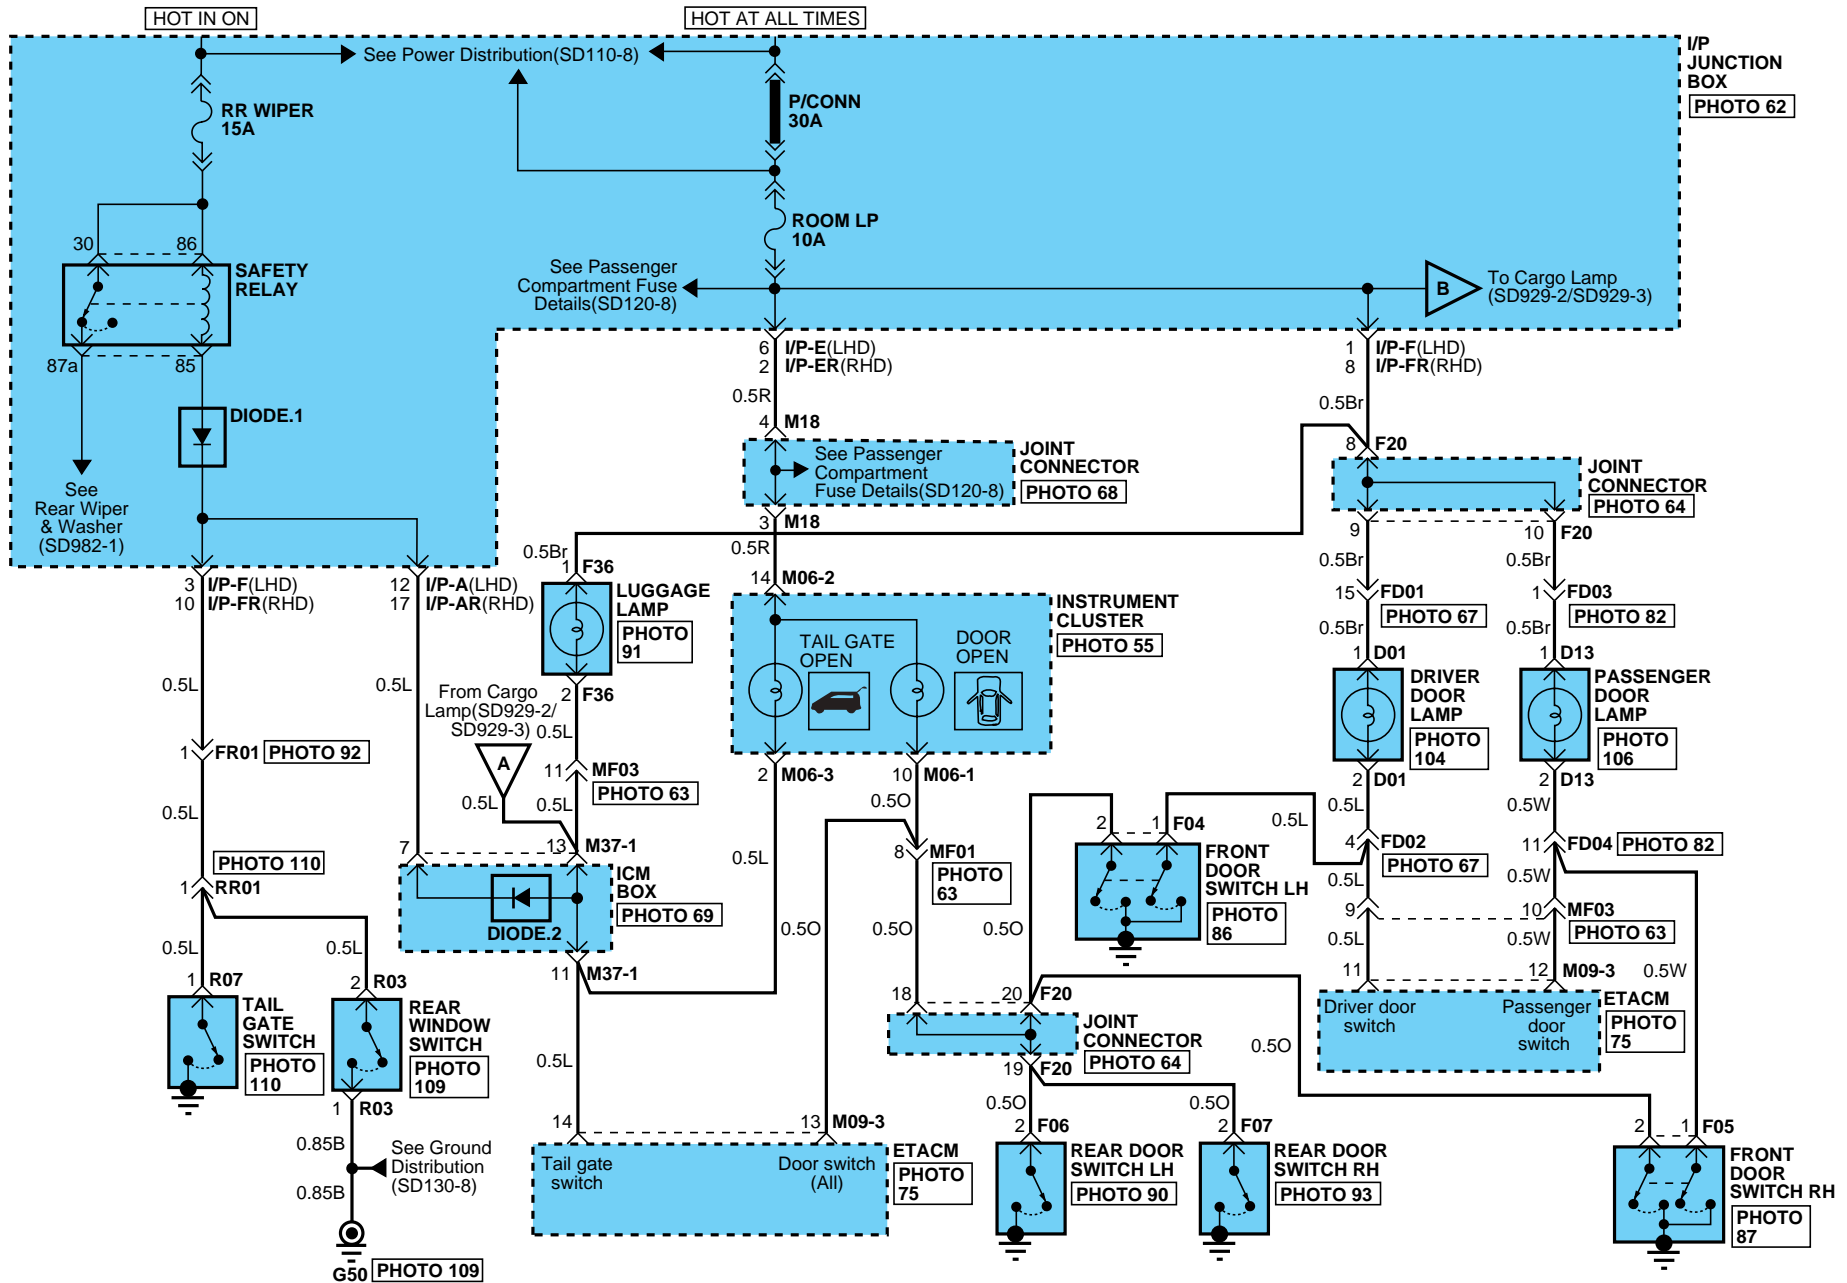 HOT IN ON
HOT AT ALL TIMES
See Power Distribution(SD110-8)
I/P
JUNCTION
BOX
PHOTO 62
RR WIPER
15A
P/CONN
30A
ROOM LP
10A
30
86
SAFETY
RELAY
See Passenger
Compartment Fuse
Details(SD120-8)
B
To Cargo Lamp
(SD929-2/SD929-3)
87a
85
6 I/P-E(LHD)
2 I/P-ER(RHD)
1 I/P-F(LHD)
8 I/P-FR(RHD)
0.5R
0.5Br
DIODE.1
4 M18
See Passenger
Compartment
Fuse Details(SD120-8)
JOINT
CONNECTOR
PHOTO 68
8 F20
JOINT
CONNECTOR
PHOTO 64
See
Rear Wiper
& Washer
(SD982-1)
3 M18
9
10 F20
0.5Br
0.5R
0.5Br
0.5Br
3 I/P-F(LHD)
10 I/P-FR(RHD)
12 I/P-A(LHD)
17 I/P-AR(RHD)
1 F36
LUGGAGE
LAMP
PHOTO
91
14 M06-2
INSTRUMENT
CLUSTER
PHOTO 55
TAIL GATE
OPEN
DOOR
OPEN
15 FD01
PHOTO 67
1 FD03
PHOTO 82
0.5Br
0.5Br
1 D01
DRIVER
DOOR
LAMP
PHOTO
104
1 D13
PASSENGER
DOOR
LAMP
PHOTO
106
0.5L
0.5L
From Cargo
Lamp(SD929-2/
SD929-3)
A
2 F36
0.5L
1 FR01
PHOTO 92
11 MF03
PHOTO 63
2 M06-3
10 M06-1
2 D01
2 D13
0.5L
0.5L
0.5L
0.5O
0.5L
0.5L
0.5W
PHOTO 110
1 RR01
7
13 M37-1
ICM
BOX
PHOTO 69
DIODE.2
0.5L
8 MF01
PHOTO
63
2
1 F04
FRONT
DOOR
SWITCH LH
PHOTO
86
4 FD02
PHOTO 67
11 FD04
PHOTO 82
0.5L
0.5W
9
10 MF03
PHOTO 63
0.5L
0.5L
0.5O
0.5O
0.5O
0.5L
0.5W
0.5W
11 M37-1
11
12 M09-3
1 R07
TAIL
GATE
SWITCH
PHOTO
110
2 R03
REAR
WINDOW
SWITCH
PHOTO
109
18
20 F20
JOINT
CONNECTOR
PHOTO 64
Driver door
switch
Passenger
door
switch
ETACM
PHOTO
75
0.5L
0.5O
1 R03
19 F20
0.5O
0.5O
14
13 M09-3
2 F06
2 F07
2
1 F05
0.85B
0.85B
See Ground
Distribution
(SD130-8)
Tail gate
switch
Door switch
(All)
ETACM
PHOTO
75
REAR DOOR
SWITCH LH
PHOTO 90
REAR DOOR
SWITCH RH
PHOTO 93
FRONT
DOOR
SWITCH RH
PHOTO
87
G50
PHOTO 109